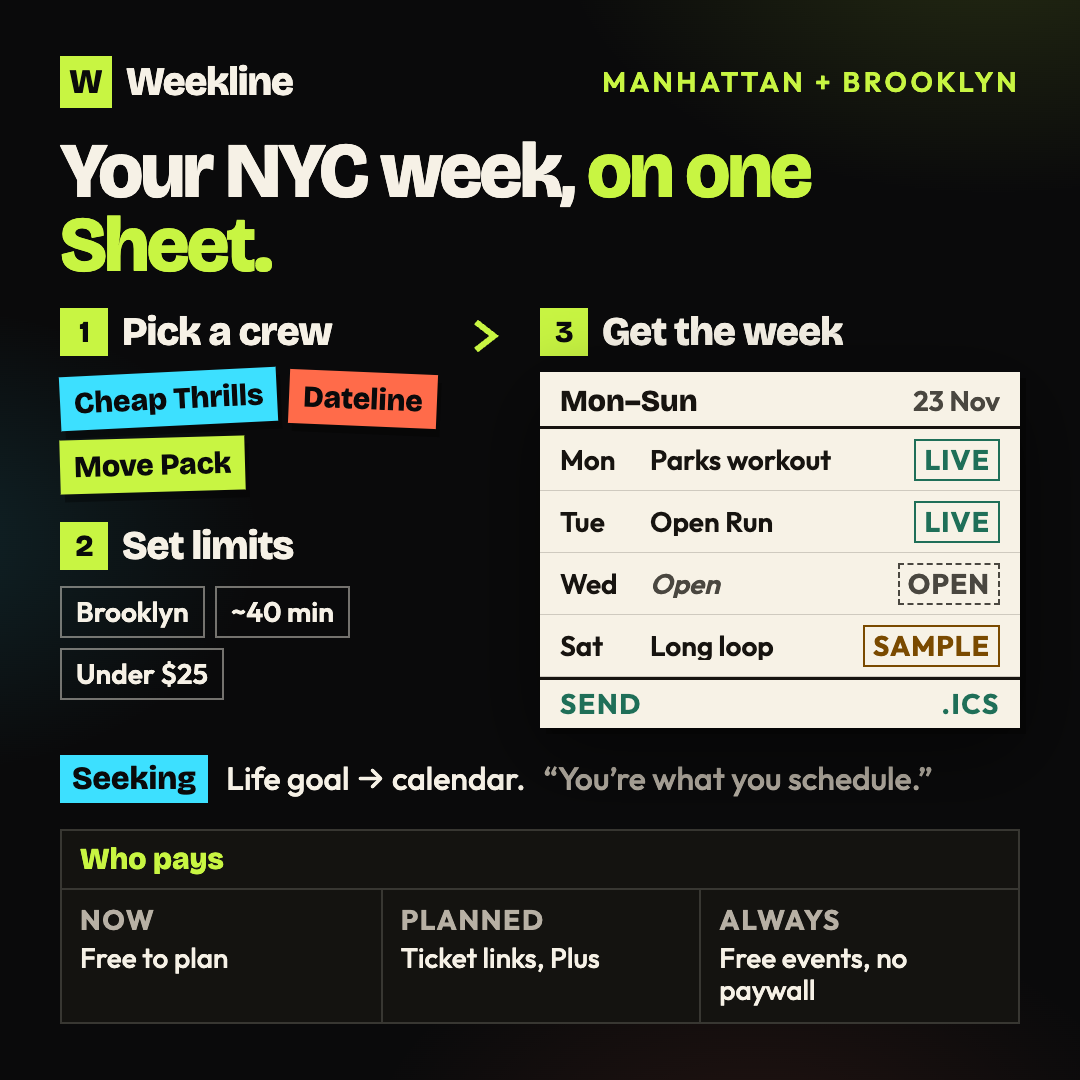 W Weekline
MANHATTAN + BROOKLYN
Your NYC week, on one
Sheet.
1 Pick a crew
Cheap Thrills Dateline
Move Pack
2 Set limits
Brooklyn ~40 min
Under $25
>
3 Get the week
Mon–Sun 23 Nov
Mon Parks workout LIVE
Tue Open Run LIVE
Wed Open OPEN
Sat Long loop SAMPLE
SEND .ICS
Seeking Life goal → calendar. “You’re what you schedule.”
Who pays
NOW
Free to plan
PLANNED
Ticket links, Plus
ALWAYS
Free events, no
paywall